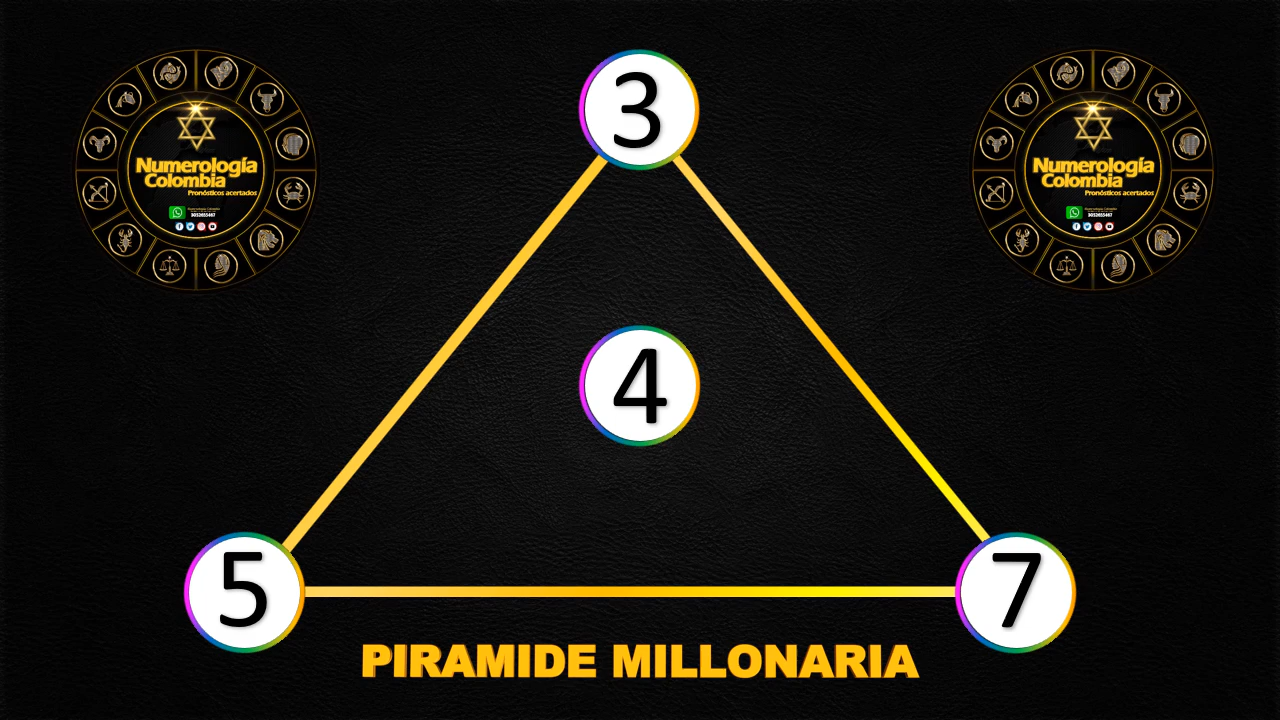 3
Numerología
Colombia
Pronósticos acertados
Numerología
Colombia
Pronósticos acertados
4
5
7
PIRAMIDE MILLONARIA